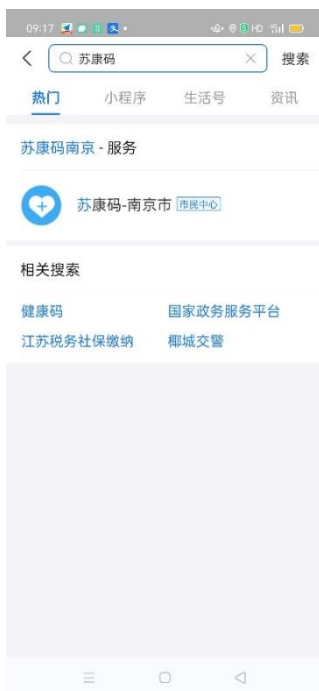 09:17 HD 5G
苏康码 搜索
热门 小程序 生活号 资讯
苏康码南京 - 服务
苏康码-南京市 市民中心
相关搜索
健康码 国家政务服务平台
江苏税务社保缴纳 椰城交警